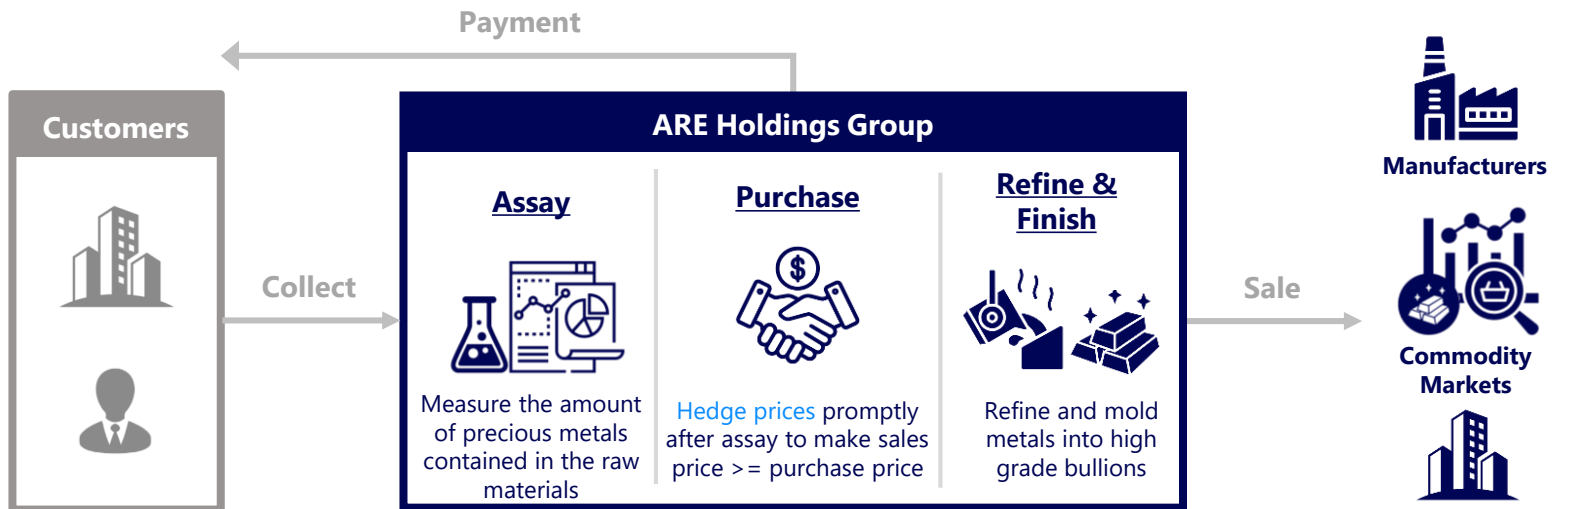 Payment
Customers
Collect
ARE Holdings Group
Assay
Measure the amount
of precious metals
contained in the raw
materials
Purchase
$
Hedge prices promptly
after assay to make sales
price >= purchase price
Refine &
Finish
Refine and mold
metals into high
grade bullions
Sale
Manufacturers
Commodity
Markets